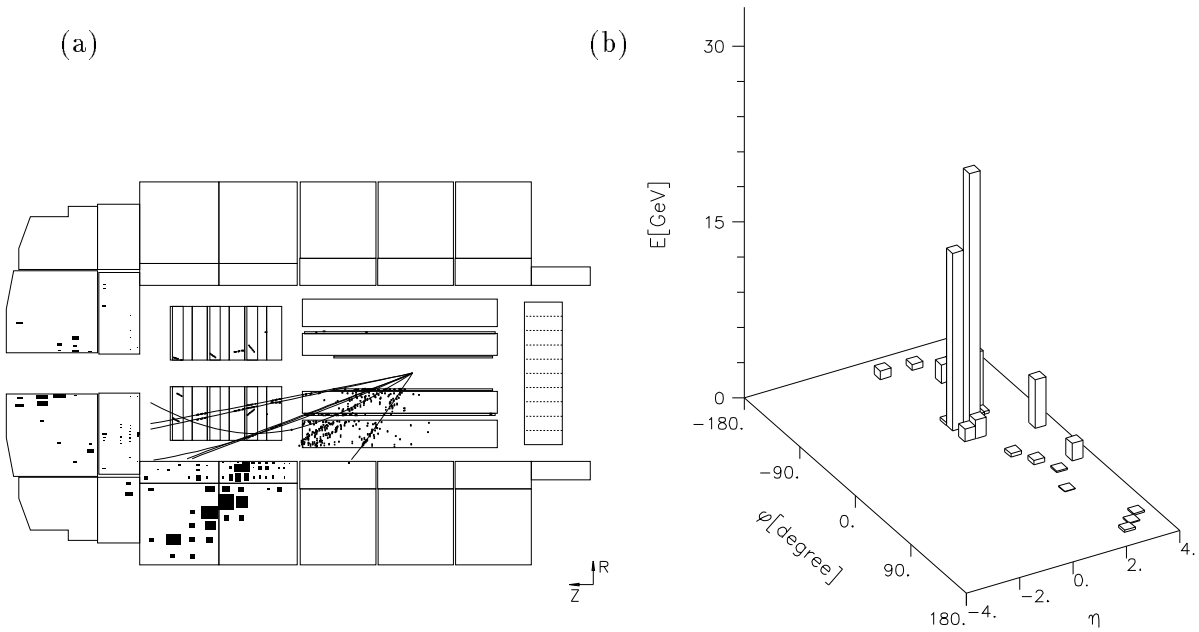 (a)
(b)
30
15
0
E[GeV]
−180.
−90.
0.
90.
180.
φ[degree]
−4.
−2.
0.
2.
4.
η
R
Z